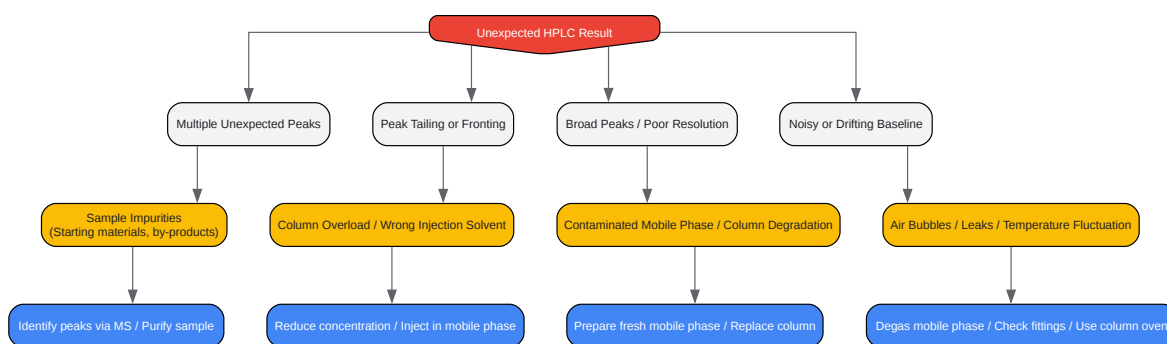 Unexpected HPLC Result
Multiple Unexpected Peaks
Peak Tailing or Fronting
Broad Peaks / Poor Resolution
Noisy or Drifting Baseline
Sample Impurities
(Starting materials, by-products)
Column Overload / Wrong Injection Solvent
Contaminated Mobile Phase / Column Degradation
Air Bubbles / Leaks / Temperature Fluctuation
Identify peaks via MS / Purify sample
Reduce concentration / Inject in mobile phase
Prepare fresh mobile phase / Replace column
Degas mobile phase / Check fittings / Use column oven